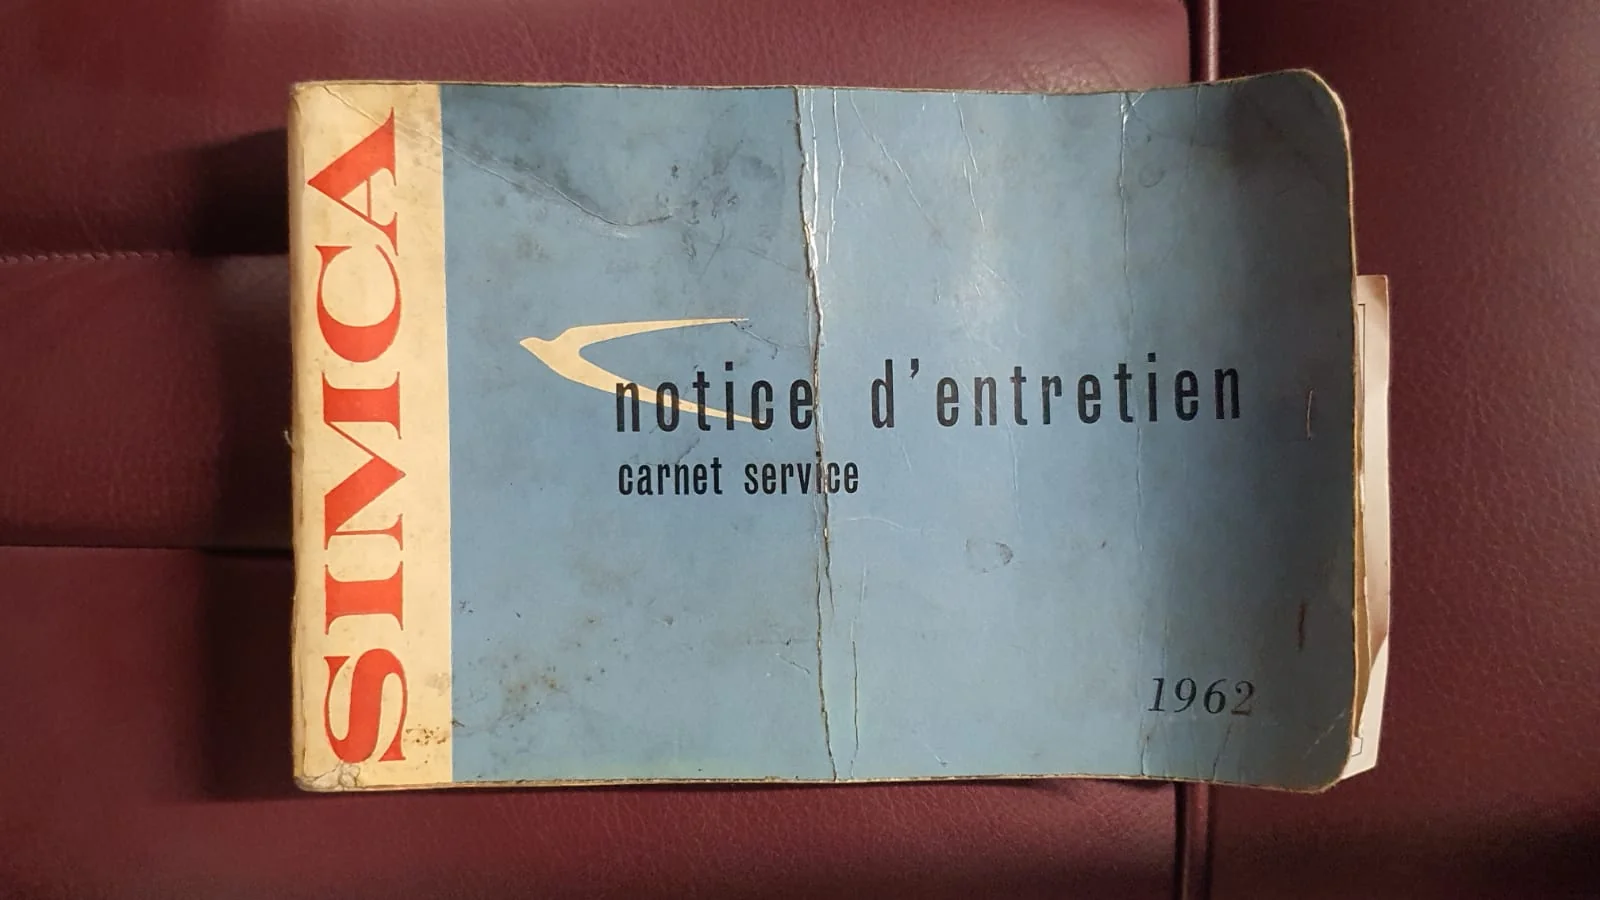 SIMCA
notice d'entretien
carnet service
1962